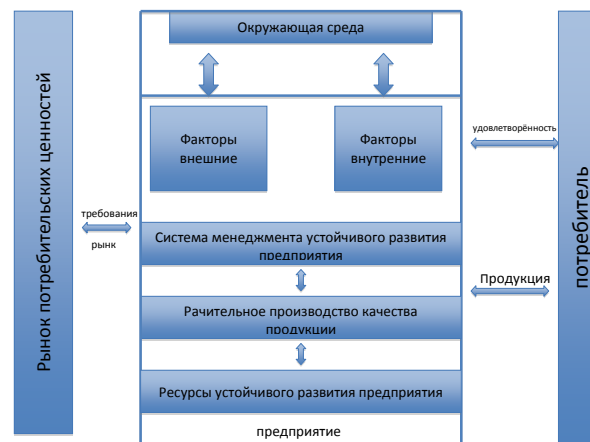 Рынок потребительских ценностей
Окружающая среда
Факторы
внешние
Факторы
внутренние
удовлетворённость
требования
рынк
Система менеджмента устойчивого развития
предприятия
Продукция
Рачительное производство качества
продукции
Ресурсы устойчивого развития предприятия
предприятие
потребитель